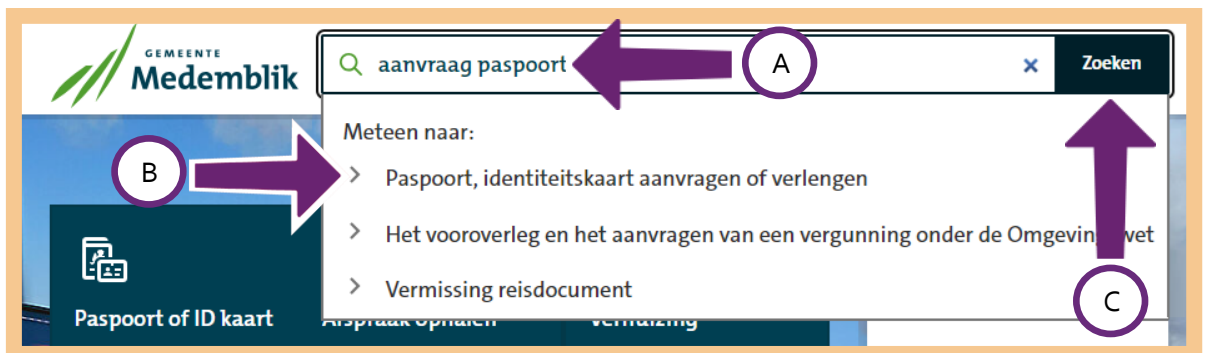 GEMEENTE
Medemblik
aanvraag paspoort
A
×
Zoeken
Meteen naar:
B
Paspoort, identiteitskaart aanvragen of verlengen
Het vooroverleg en het aanvragen van een vergunning onder de
Vermissing reisdocument
C
Paspoort of ID kaart